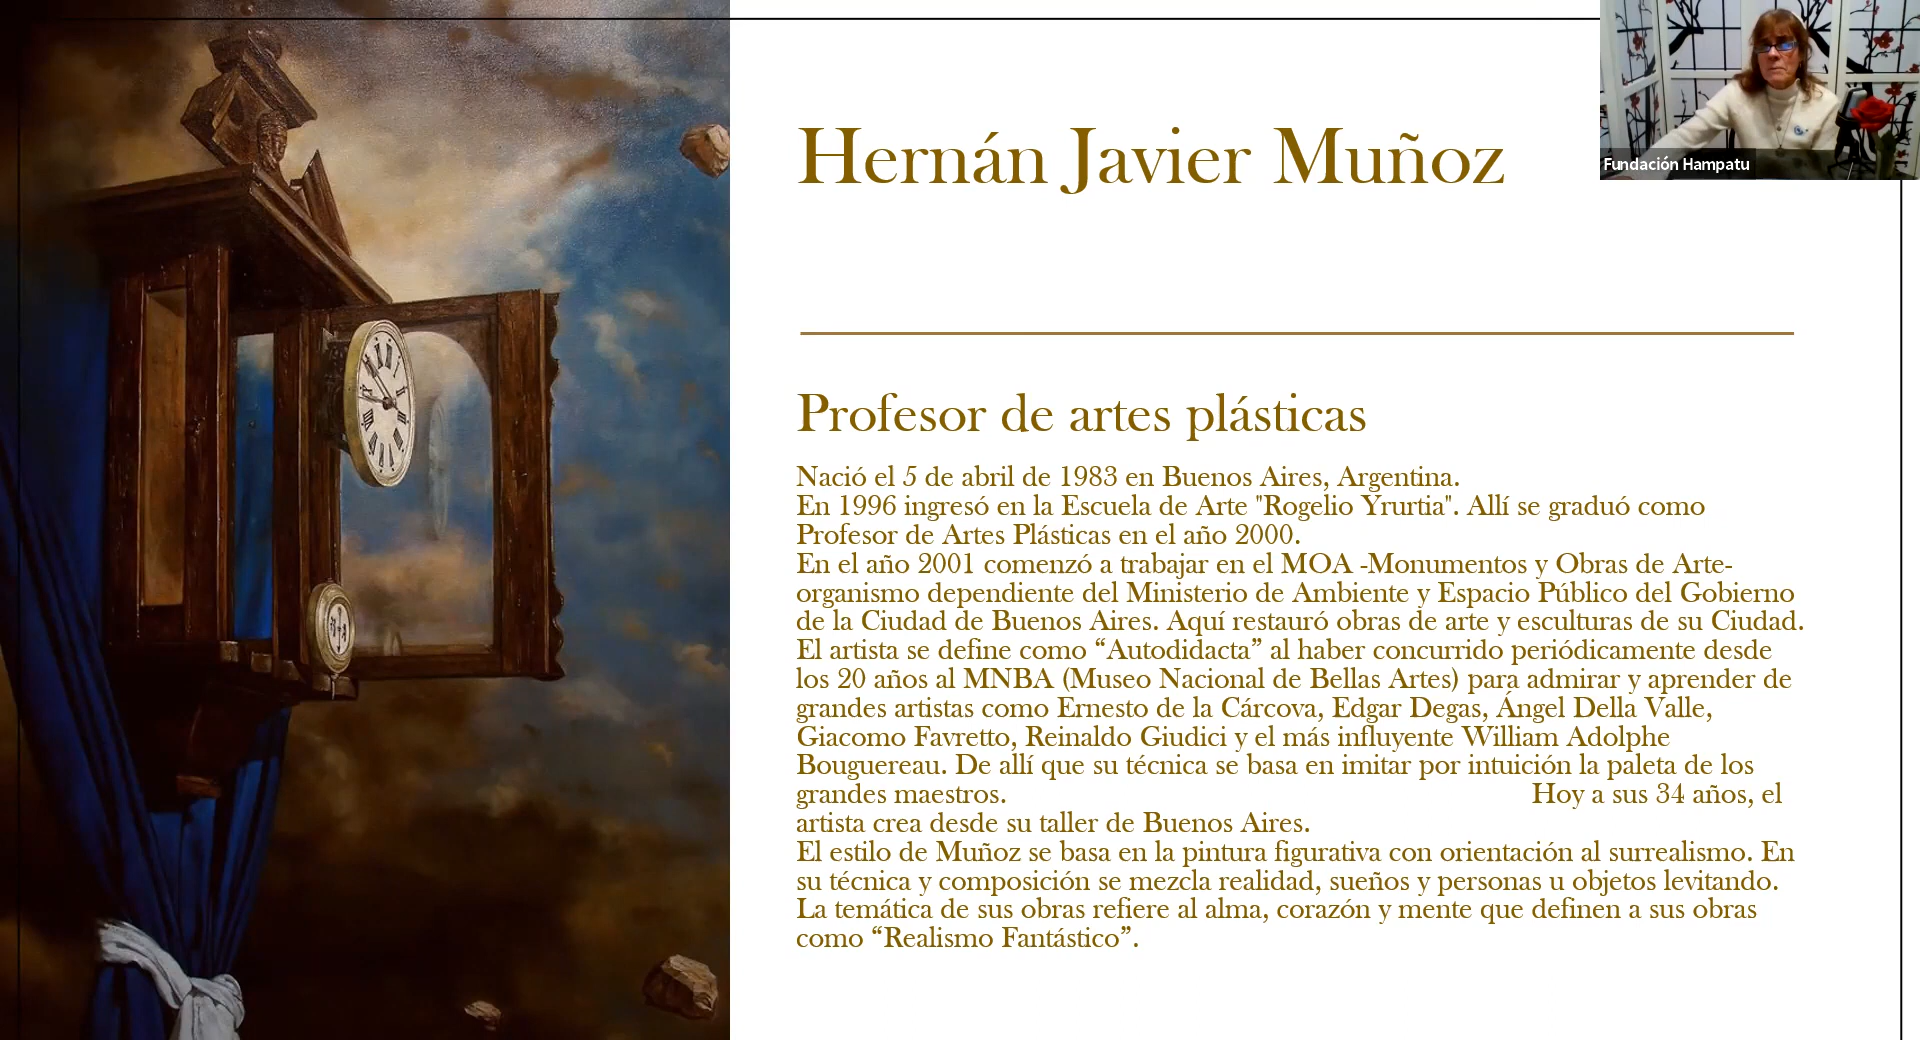 Hernán Javier Muñoz
Fundación Hampatu
Profesor de artes plásticas
Nació el 5 de abril de 1983 en Buenos Aires, Argentina.
En 1996 ingresó en la Escuela de Arte "Rogelio Yrurtia". Allí se graduó como
Profesor de Artes Plásticas en el año 2000.
En el año 2001 comenzó a trabajar en el MOA -Monumentos y Obras de Arte-
organismo dependiente del Ministerio de Ambiente y Espacio Público del Gobierno
de la Ciudad de Buenos Aires. Aquí restauró obras de arte y esculturas de su Ciudad.
El artista se define como “Autodidacta” al haber concurrido periódicamente desde
los 20 años al MNBA (Museo Nacional de Bellas Artes) para admirar y aprender de
grandes artistas como Ernesto de la Cárcova, Edgar Degas, Ángel Della Valle,
Giacomo Favretto, Reinaldo Giudici y el más influyente William Adolphe
Bouguereau. De allí que su técnica se basa en imitar por intuición la paleta de los
grandes maestros. Hoy a sus 34 años, el
artista crea desde su taller de Buenos Aires.
El estilo de Muñoz se basa en la pintura figurativa con orientación al surrealismo. En
su técnica y composición se mezcla realidad, sueños y personas u objetos levitando.
La temática de sus obras refiere al alma, corazón y mente que definen a sus obras
como “Realismo Fantástico”.